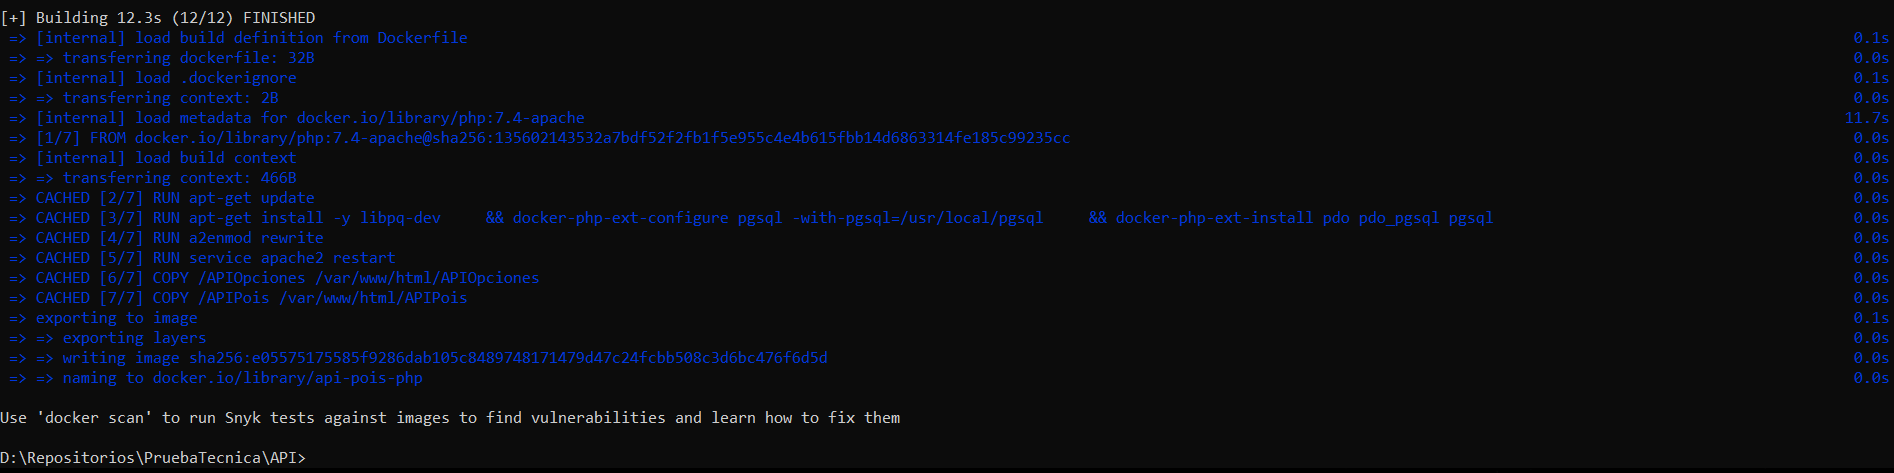 [+] Building 12.3s (12/12) FINISHED
=> [internal] load build definition from Dockerfile 0.1s
=> => transferring dockerfile: 32B 0.0s
=> [internal] load .dockerignore 0.1s
=> => transferring context: 2B 0.0s
=> [internal] load metadata for docker.io/library/php:7.4-apache 11.7s
=> [1/7] FROM docker.io/library/php:7.4-apache@sha256:135602143532a7bdf52f2fb1f5e955c4e4b615fbb14d6863314fe185c99235cc 0.0s
=> [internal] load build context 0.0s
=> => transferring context: 466B 0.0s
=> CACHED [2/7] RUN apt-get update 0.0s
=> CACHED [3/7] RUN apt-get install -y libpq-dev     && docker-php-ext-configure pgsql -with-pgsql=/usr/local/pgsql     && docker-php-ext-install pdo pdo_pgsql pgsql 0.0s
=> CACHED [4/7] RUN a2enmod rewrite 0.0s
=> CACHED [5/7] RUN service apache2 restart 0.0s
=> CACHED [6/7] COPY /APIOpciones /var/www/html/APIOpciones 0.0s
=> CACHED [7/7] COPY /APIPois /var/www/html/APIPois 0.0s
=> exporting to image 0.1s
=> => exporting layers 0.0s
=> => writing image sha256:e05575175585f9286dab105c8489748171479d47c24fcbb508c3d6bc476f6d5d 0.0s
=> => naming to docker.io/library/api-pois-php 0.0s
Use 'docker scan' to run Snyk tests against images to find vulnerabilities and learn how to fix them
D:\Repositorios\PruebaTecnica\API>